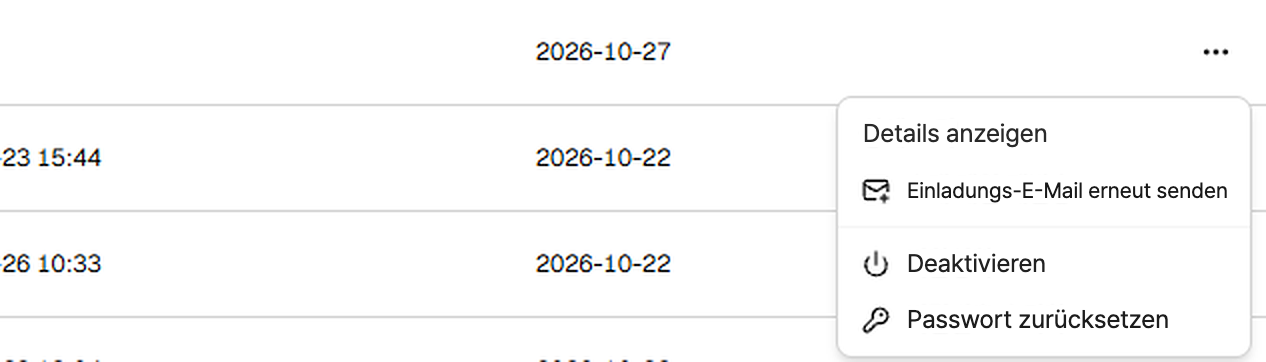 2026-10-27
Details anzeigen
-23 15:44 2026-10-22
Einladungs-E-Mail erneut senden
-26 10:33 2026-10-22
Deaktivieren
Passwort zurücksetzen